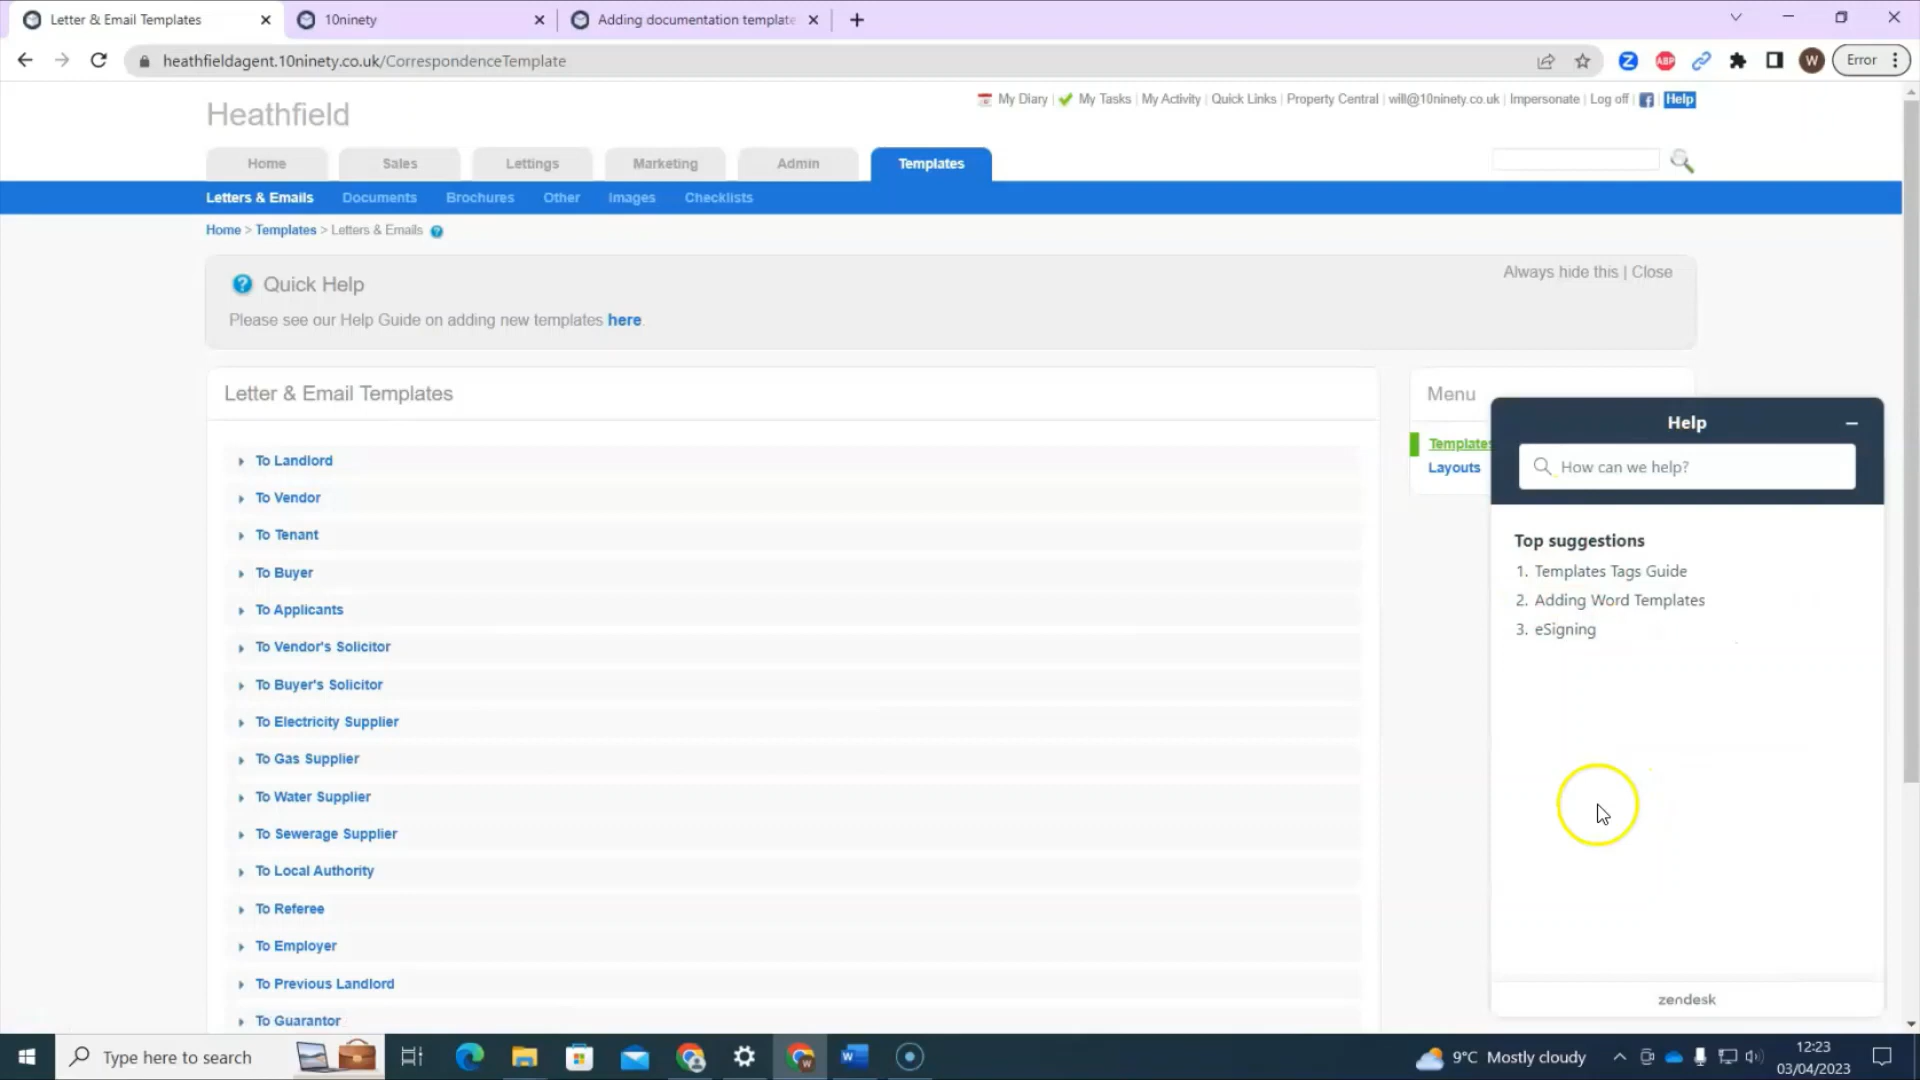 Letter & Email Templates
10ninety
Adding documentation template
heathfieldagent.10ninety.co.uk/CorrespondenceTemplate
ABP
W
Error
Heathfield
My Diary | My Tasks | My Activity | Quick Links | Property Central | will@10ninety.co.uk | Impersonate | Log off | Help
Home
Sales
Lettings
Marketing
Admin
Templates
Letters & Emails
Documents
Brochures
Other
Images
Checklists
Home > Templates > Letters & Emails
Quick Help
Always hide this | Close
Please see our Help Guide on adding new templates here
Letter & Email Templates
To Landlord
To Vendor
To Tenant
To Buyer
To Applicants
To Vendor's Solicitor
To Buyer's Solicitor
To Electricity Supplier
To Gas Supplier
To Water Supplier
To Sewerage Supplier
To Local Authority
To Referee
To Employer
To Previous Landlord
To Guarantor
Menu
Templates
Layouts
Help
How can we help?
Top suggestions
1. Templates Tags Guide
2. Adding Word Templates
3. eSigning
zendesk
Type here to search
9°C Mostly cloudy
12:23
03/04/2023